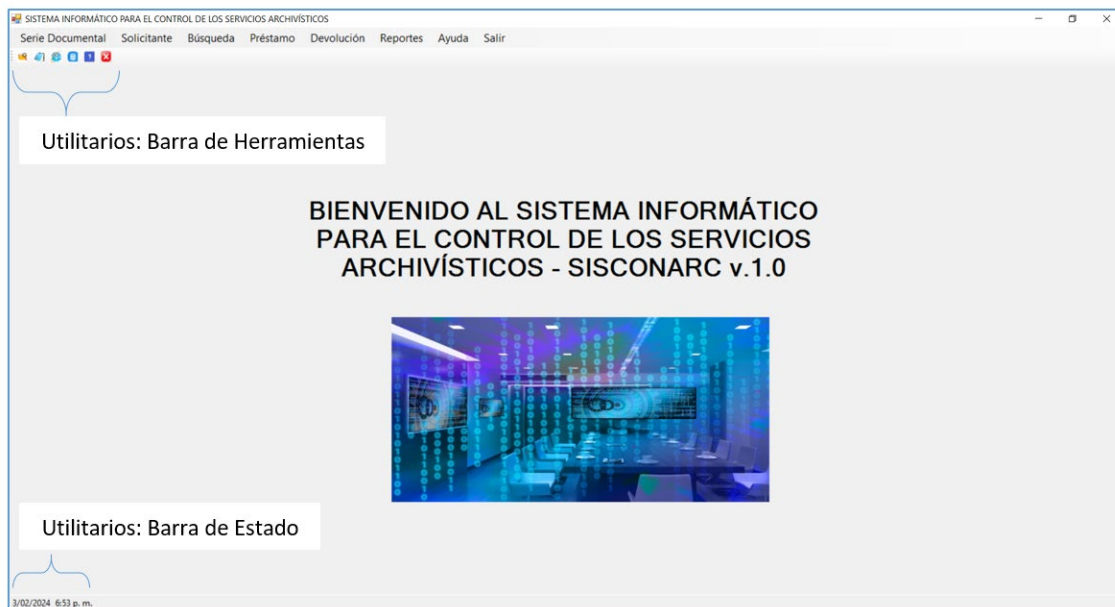 SISTEMA INFORMÁTICO PARA EL CONTROL DE LOS SERVICIOS ARCHIVÍSTICOS
Serie Documental Solicitante Búsqueda Préstamo Devolución Reportes Ayuda Salir
Utilitarios: Barra de Herramientas
BIENVENIDO AL SISTEMA INFORMÁTICO
PARA EL CONTROL DE LOS SERVICIOS
ARCHIVÍSTICOS - SISCONARC v.1.0
Utilitarios: Barra de Estado
3/02/2024 6:53 p. m.